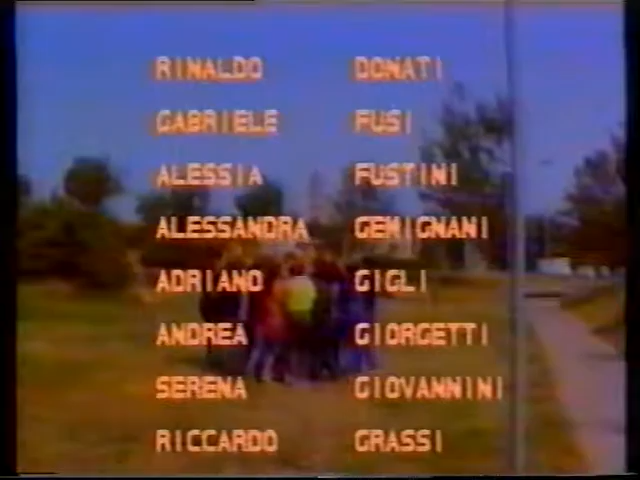 RINALDO DONATI
GABRIELE FUSI
ALESSIA FUSTINI
ALESSANDRA GEMIGNANI
ADRIANO GIGLI
ANDREA GIORGETTI
SERENA GIOVANNINI
RICCARDO GRASSI